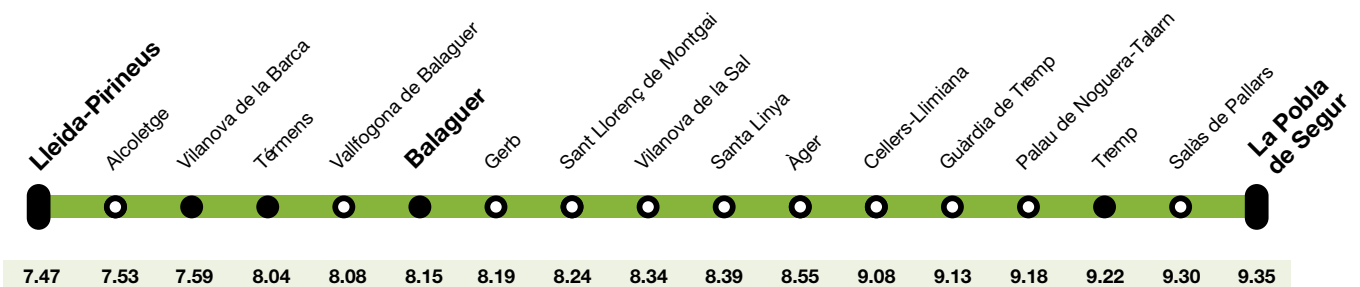 Lleida-Pirineus
Alcoletge
Vilanova de la Barca
Térmens
Vallfogona de Balaguer
Balaguer
Gerb
Sant Llorenç de Montgai
Vilanova de la Sal
Santa Linya
Àger
Cellers-Llimiana
Guàrdia de Tremp
Palau de Noguera-Talarn
Tremp
Salàs de Pallars
La Pobla
de Segur
7.47 7.53 7.59 8.04 8.08 8.15 8.19 8.24 8.34 8.39 8.55 9.08 9.13 9.18 9.22 9.30 9.35